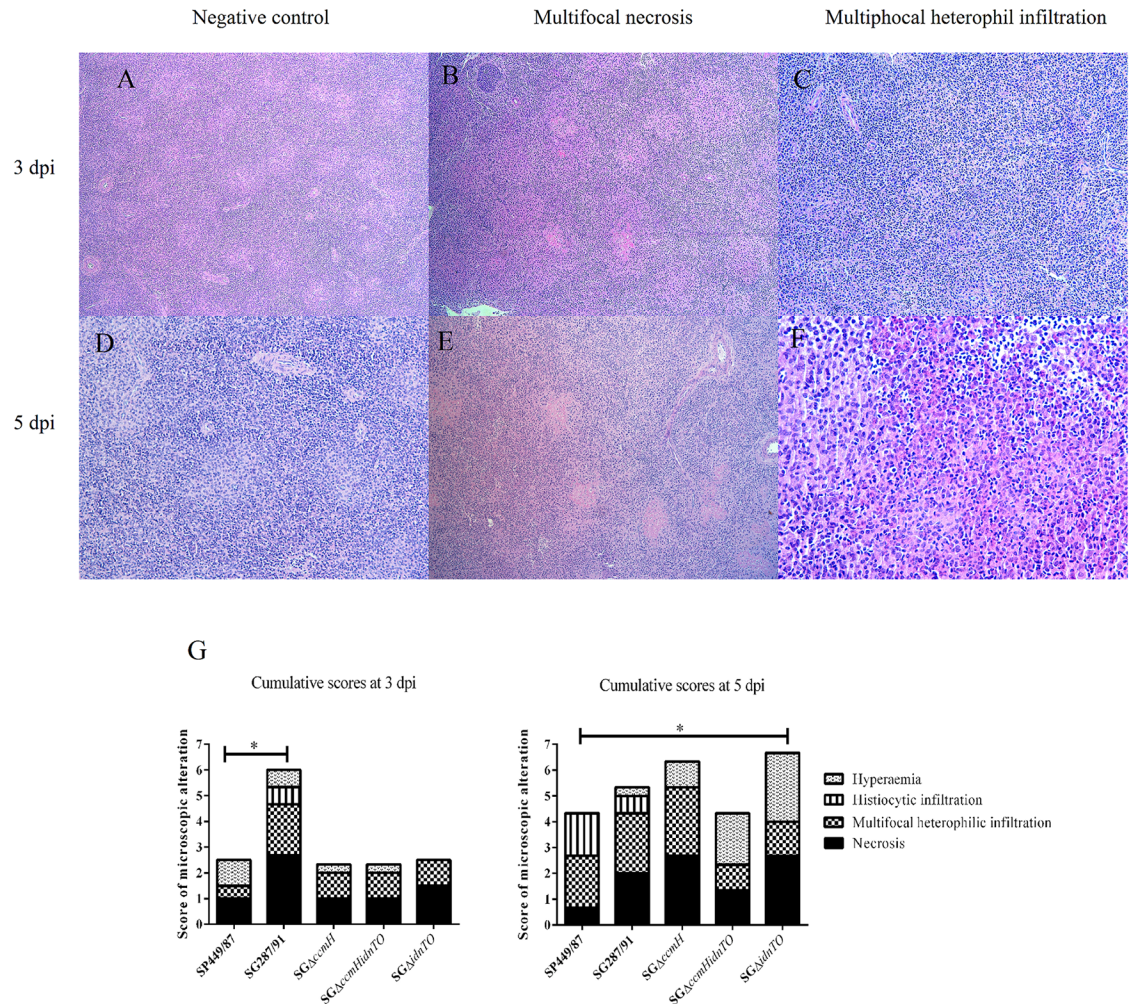 Negative control
Multifocal necrosis
Multiphocal heterophil infiltration
3 dpi
A
B
C
5 dpi
D
E
F
G
Cumulative scores at 3 dpi
Score of microscopic alteration
7
6
5
4
3
2
1
0
*
SP449/87
SG287/91
SGΔccmH
SGΔccmHidnTO
SGΔidnTO
Cumulative scores at 5 dpi
Score of microscopic alteration
7
6
5
4
3
2
1
0
*
SP449/87
SG287/91
SGΔccmH
SGΔccmHidnTO
SGΔidnTO
Hyperaemia
Histiocytic infiltration
Multifocal heterophilic infiltration
Necrosis